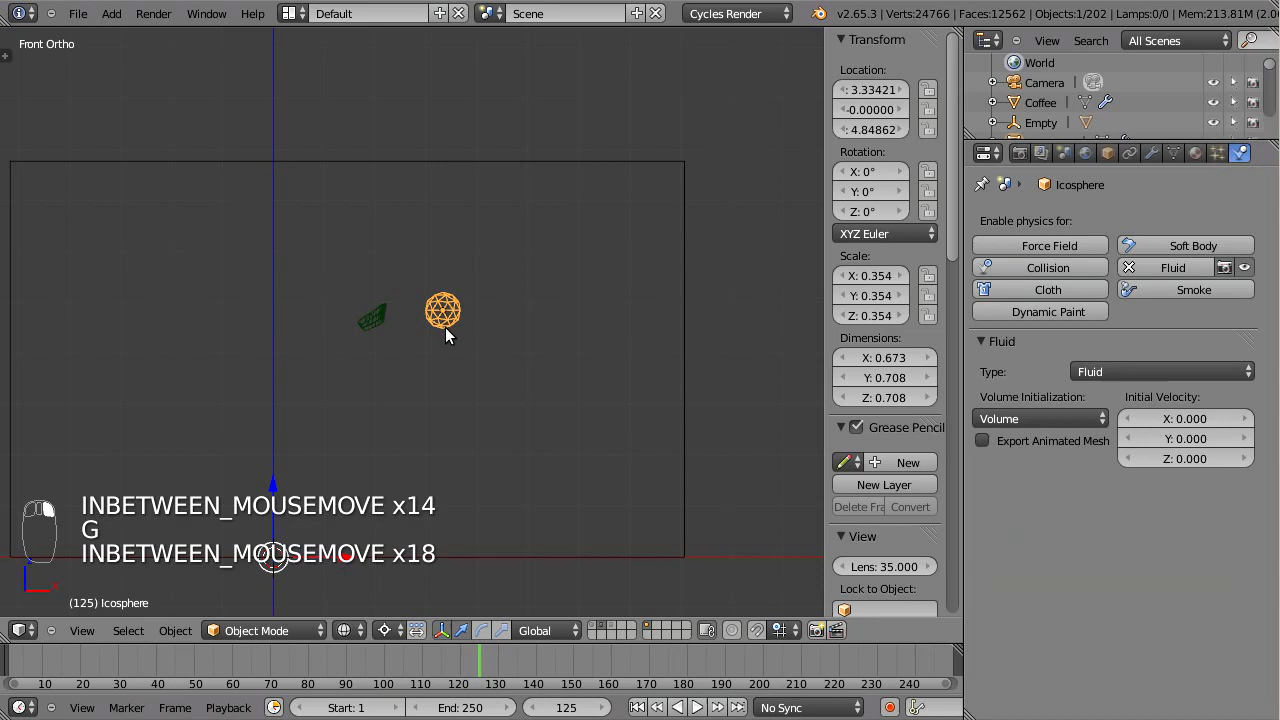 File Add Render Window Help Default Scene Cycles Render v2.65.3 | Verts:24766 | Faces:12562 | Objects:1/202 | Lamps:0/0 | Mem:213.81M (2.0
Front Ortho
Transform
Location:
: 3.33421
-0.00000
: 4.84862
Rotation:
X: 0°
Y: 0°
Z: 0°
XYZ Euler
Scale:
X: 0.354
Y: 0.354
Z: 0.354
Dimensions:
X: 0.673
Y: 0.708
Z: 0.708
Grease Pencil
New
New Layer
Delete Fra Convert
View
Lens: 35.000
Lock to Object:
View Search All Scenes
World
Camera
Coffee
Empty
Icosphere
Enable physics for:
Force Field Soft Body
Collision Fluid
Cloth Smoke
Dynamic Paint
Fluid
Type: Fluid
Volume Initialization: Initial Velocity:
Volume X: 0.000
Export Animated Mesh Y: 0.000
Z: 0.000
INBETWEEN_MOUSEMOVE x14
G
INBETWEEN_MOUSEMOVE x18
(125) Icosphere
View Select Object Object Mode Global
10 20 30 40 50 60 70 80 90 100 110 120 130 140 150 160 170 180 190 200 210 220 230 240
View Marker Frame Playback Start: 1 End: 250 125 No Sync